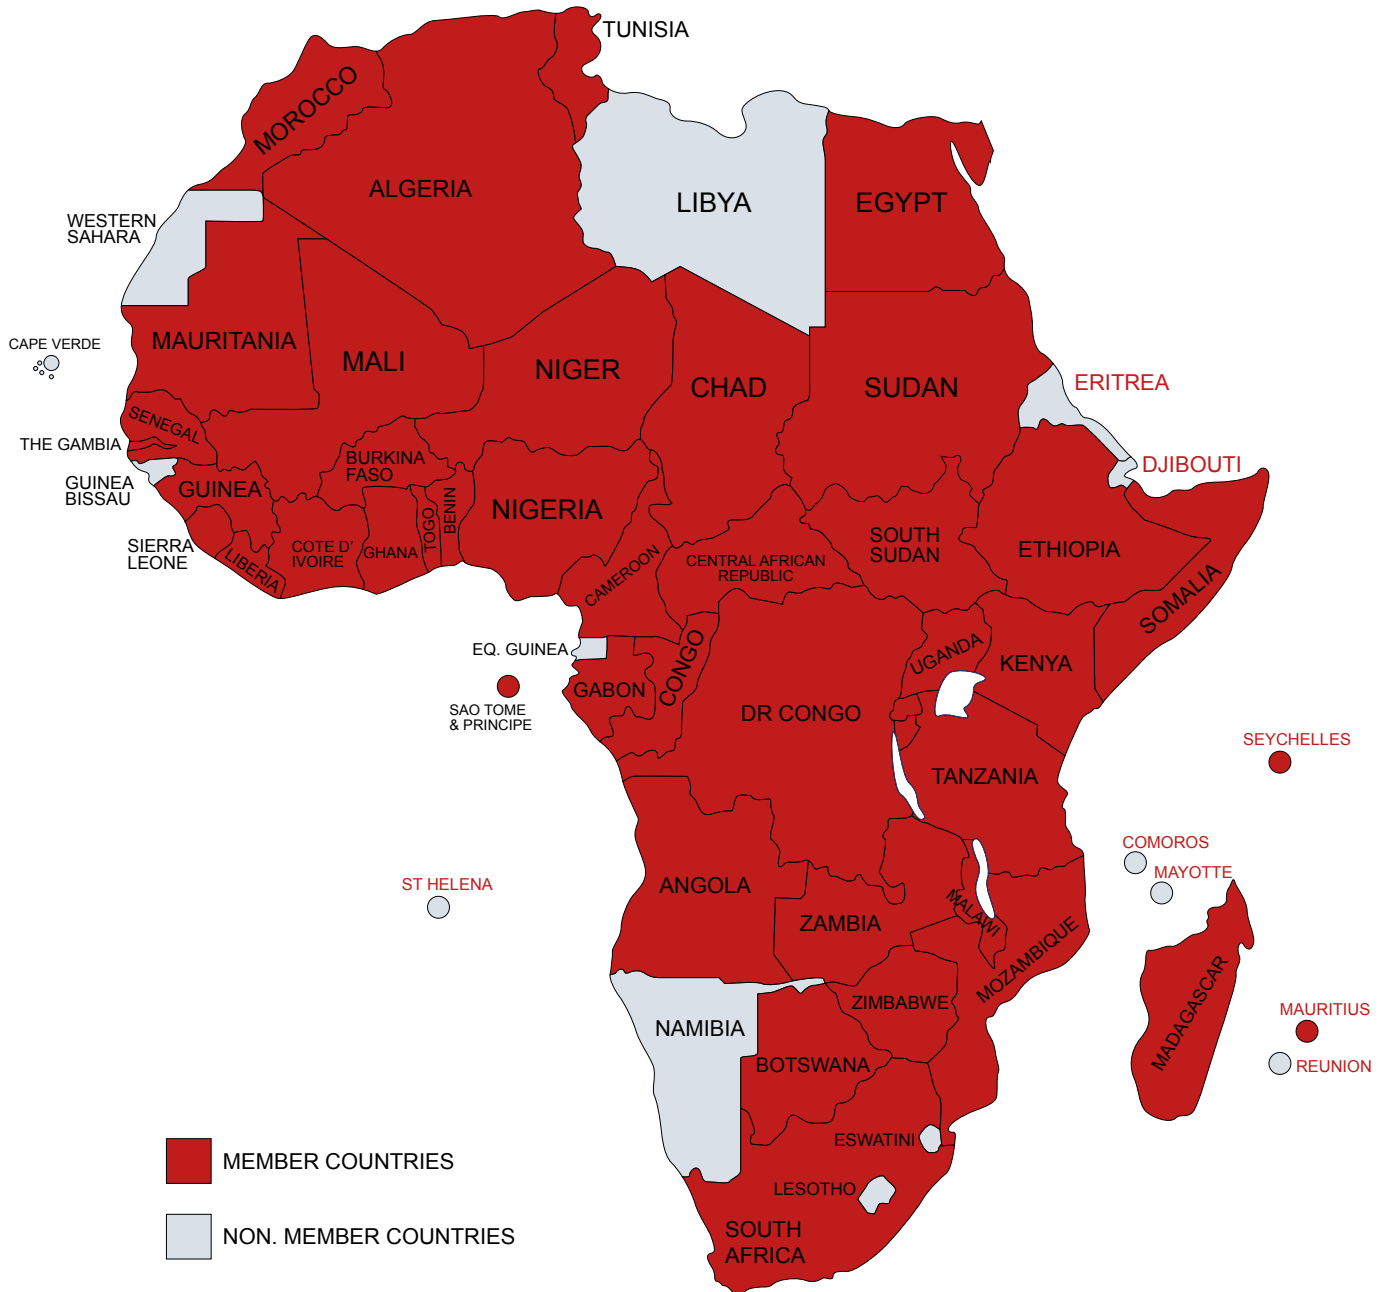 TUNISIA
MOROCCO
ALGERIA
LIBYA
EGYPT
WESTERN
SAHARA
MAURITANIA
MALI
NIGER
CHAD
SUDAN
CAPE VERDE
ERITREA
SENEGAL
THE GAMBIA
DJIBOUTI
GUINEA
BISSAU
BURKINA
FASO
GUINEA
NIGERIA
BENIN
TOGO
SIERRA
LEONE
LIBERIA
COTE D'
IVOIRE
GHANA
SOUTH
SUDAN
ETHIOPIA
CAMEROON
CENTRAL AFRICAN
REPUBLIC
SOMALIA
EQ. GUINEA
CONGO
UGANDA
KENYA
GABON
SAO TOME
& PRINCIPE
DR CONGO
SEYCHELLES
TANZANIA
COMOROS
MAYOTTE
ST HELENA
ANGOLA
ZAMBIA
MALAWI
MOZAMBIQUE
ZIMBABWE
MADAGASCAR
MAURITIUS
NAMIBIA
BOTSWANA
REUNION
ESWATINI
LESOTHO
SOUTH
AFRICA
MEMBER COUNTRIES
NON. MEMBER COUNTRIES